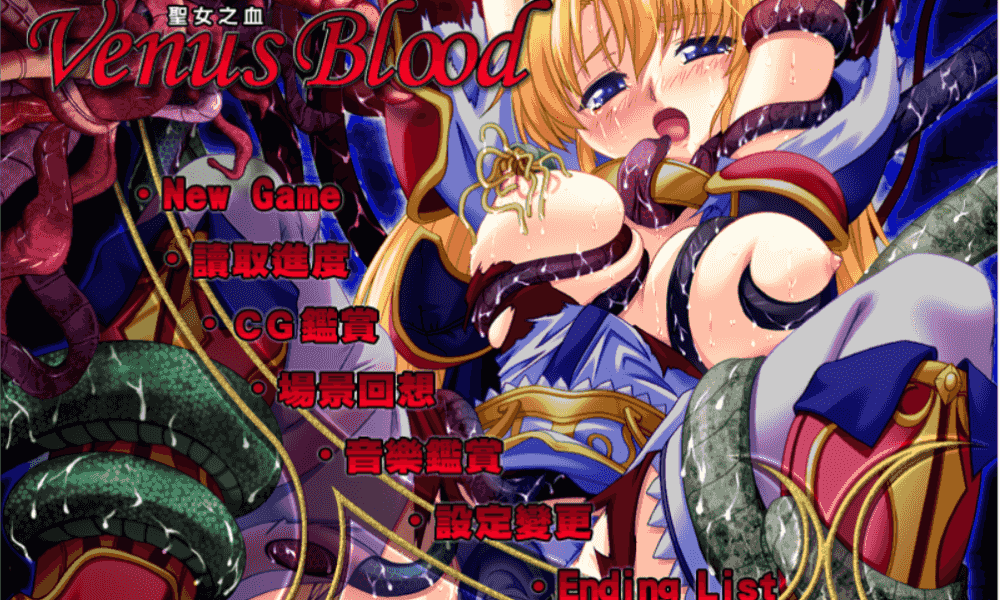 聖女之血
Venus Blood
・New Game
・讀取進度
・CG鑑賞
・場景回想
・音樂鑑賞
・設定變更
・Ending List